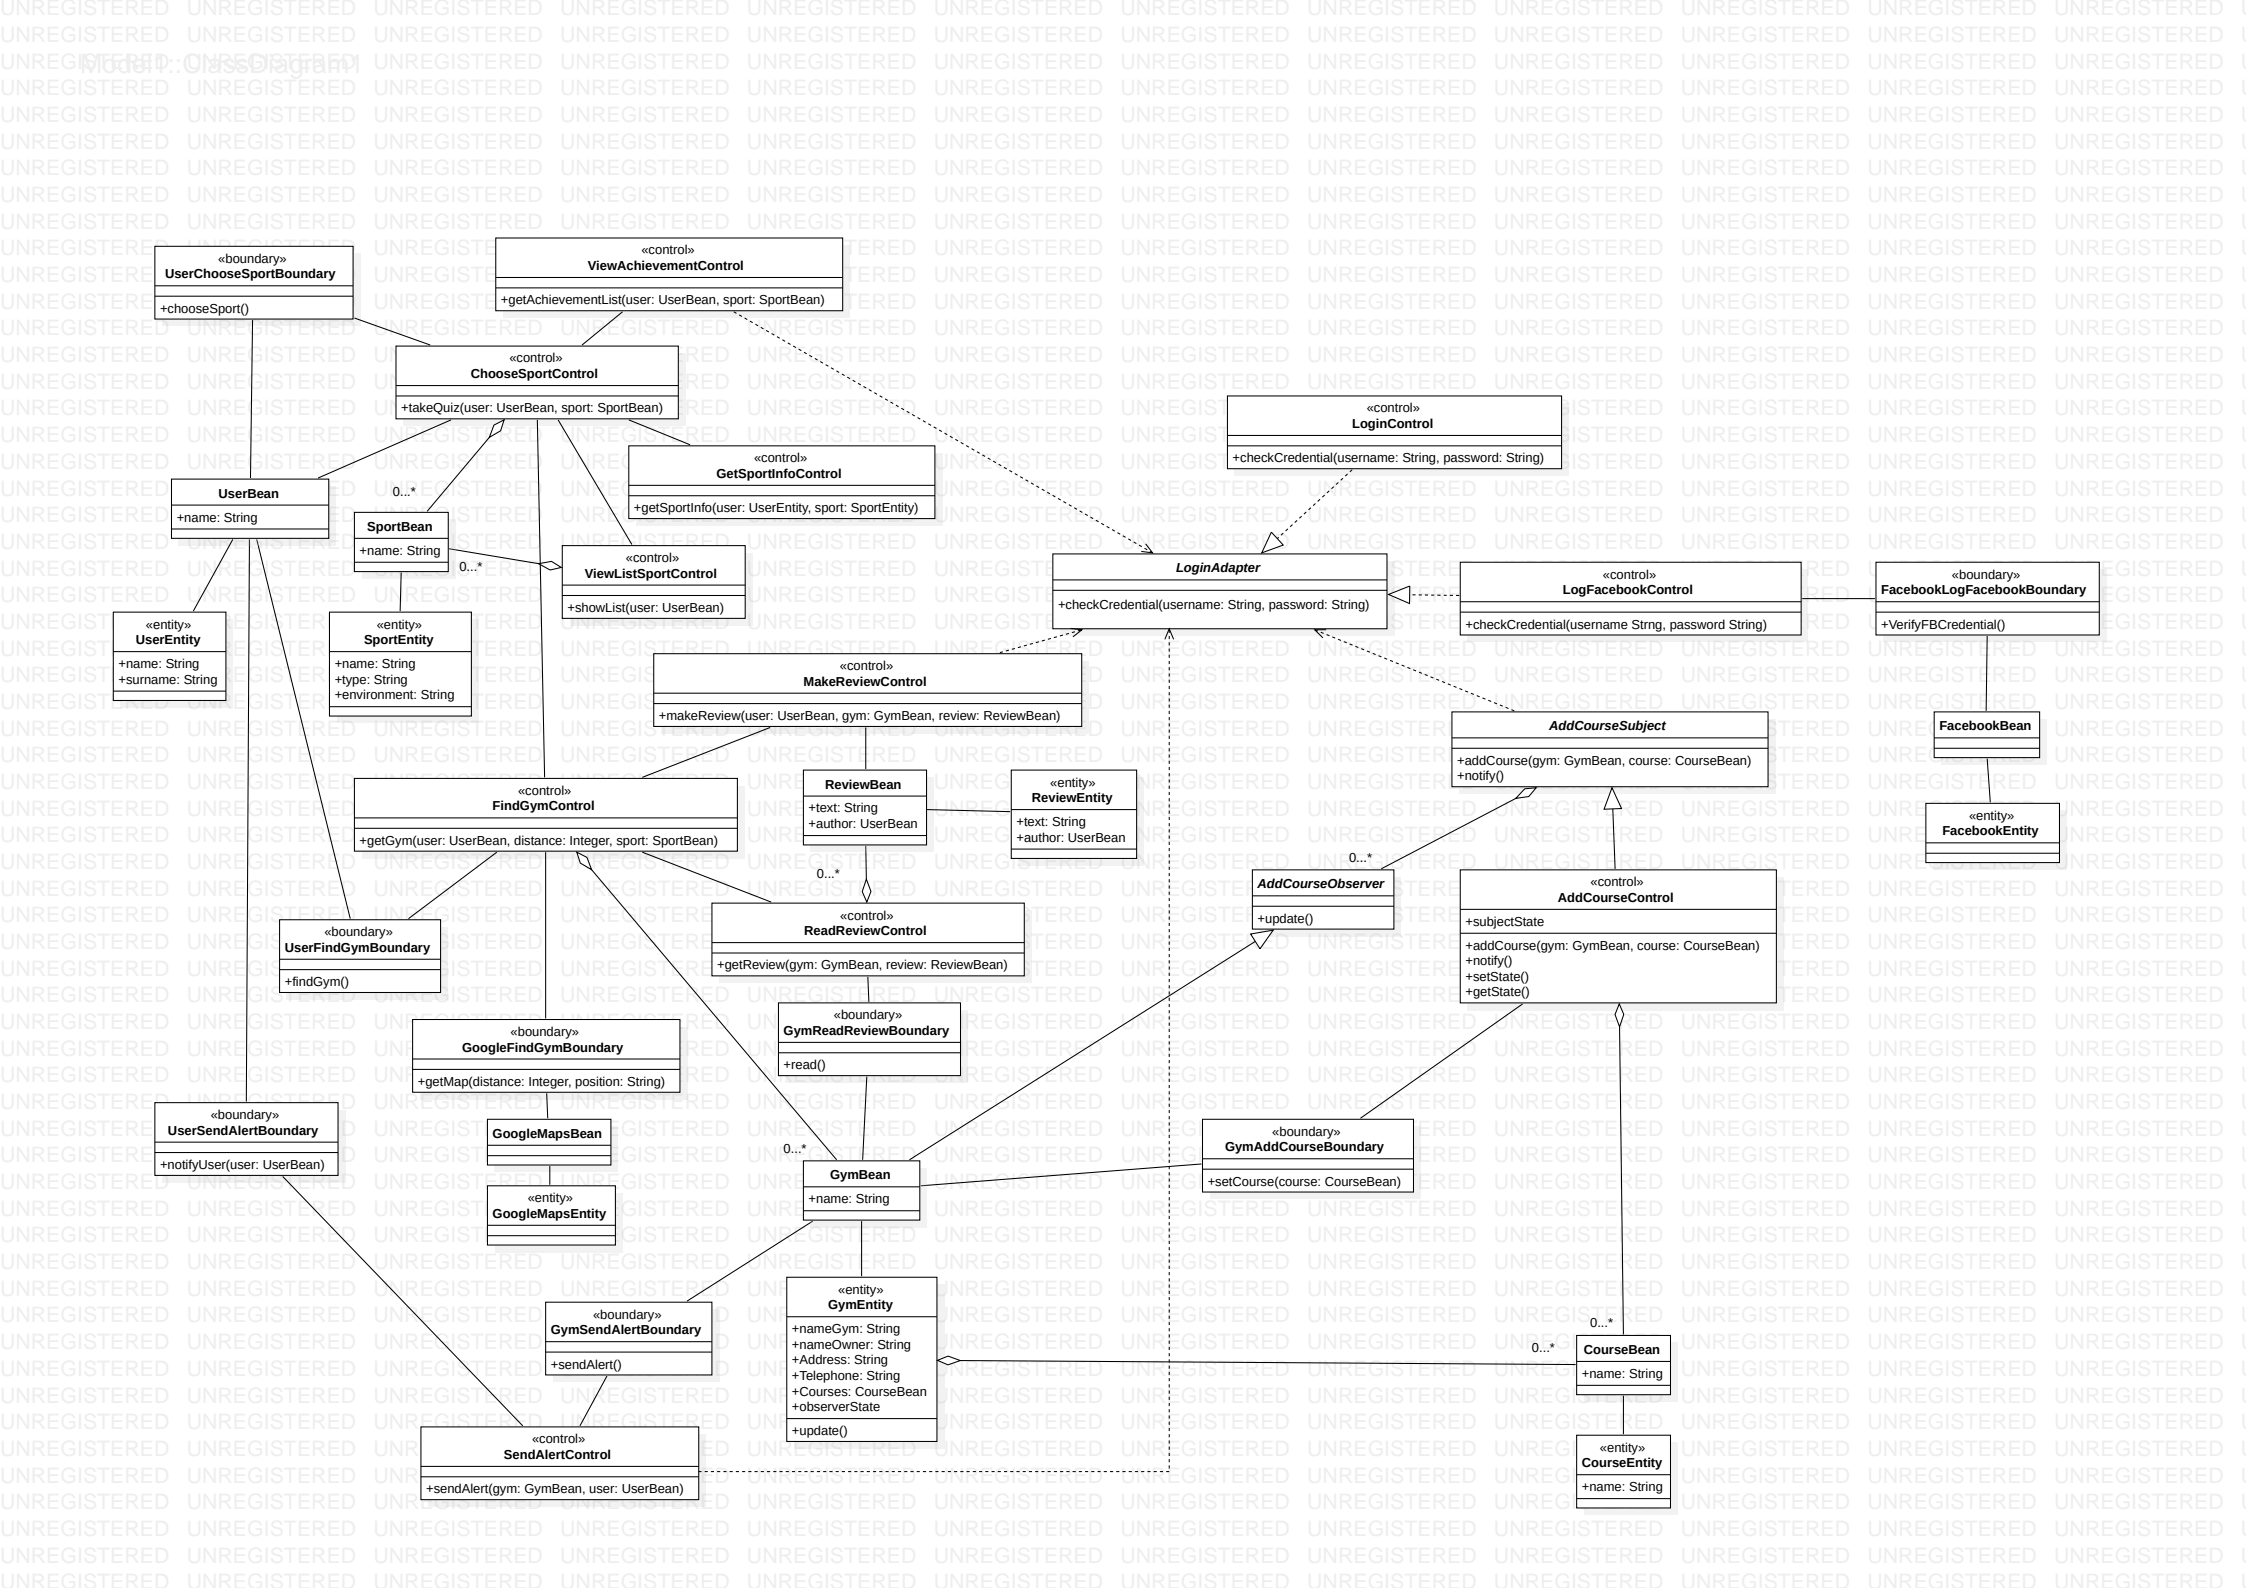 Model1::ClassDiagram1
UNREGISTERED
«boundary»
UserChooseSportBoundary
+chooseSport()
«control»
ViewAchievementControl
+getAchievementList(user: UserBean, sport: SportBean)
«control»
ChooseSportControl
+takeQuiz(user: UserBean, sport: SportBean)
«control»
LoginControl
+checkCredential(username: String, password: String)
«control»
GetSportInfoControl
+getSportInfo(user: UserEntity, sport: SportEntity)
UserBean
+name: String
0...*
SportBean
+name: String
0...*
«control»
ViewListSportControl
+showList(user: UserBean)
LoginAdapter
+checkCredential(username: String, password: String)
«control»
LogFacebookControl
+checkCredential(username Strng, password String)
«boundary»
FacebookLogFacebookBoundary
+VerifyFBCredential()
«entity»
UserEntity
+name: String
+surname: String
«entity»
SportEntity
+name: String
+type: String
+environment: String
«control»
MakeReviewControl
+makeReview(user: UserBean, gym: GymBean, review: ReviewBean)
AddCourseSubject
+addCourse(gym: GymBean, course: CourseBean)
+notify()
FacebookBean
«control»
FindGymControl
+getGym(user: UserBean, distance: Integer, sport: SportBean)
ReviewBean
+text: String
+author: UserBean
«entity»
ReviewEntity
+text: String
+author: UserBean
«entity»
FacebookEntity
0...*
0...*
AddCourseObserver
+update()
«control»
AddCourseControl
+subjectState
+addCourse(gym: GymBean, course: CourseBean)
+notify()
+setState()
+getState()
«boundary»
UserFindGymBoundary
+findGym()
«control»
ReadReviewControl
+getReview(gym: GymBean, review: ReviewBean)
«boundary»
GymReadReviewBoundary
+read()
«boundary»
GoogleFindGymBoundary
+getMap(distance: Integer, position: String)
«boundary»
UserSendAlertBoundary
+notifyUser(user: UserBean)
GoogleMapsBean
«entity»
GoogleMapsEntity
0...*
GymBean
+name: String
«boundary»
GymAddCourseBoundary
+setCourse(course: CourseBean)
«boundary»
GymSendAlertBoundary
+sendAlert()
«entity»
GymEntity
+nameGym: String
+nameOwner: String
+Address: String
+Telephone: String
+Courses: CourseBean
+observerState
+update()
0...*
0...*
CourseBean
+name: String
«control»
SendAlertControl
+sendAlert(gym: GymBean, user: UserBean)
«entity»
CourseEntity
+name: String